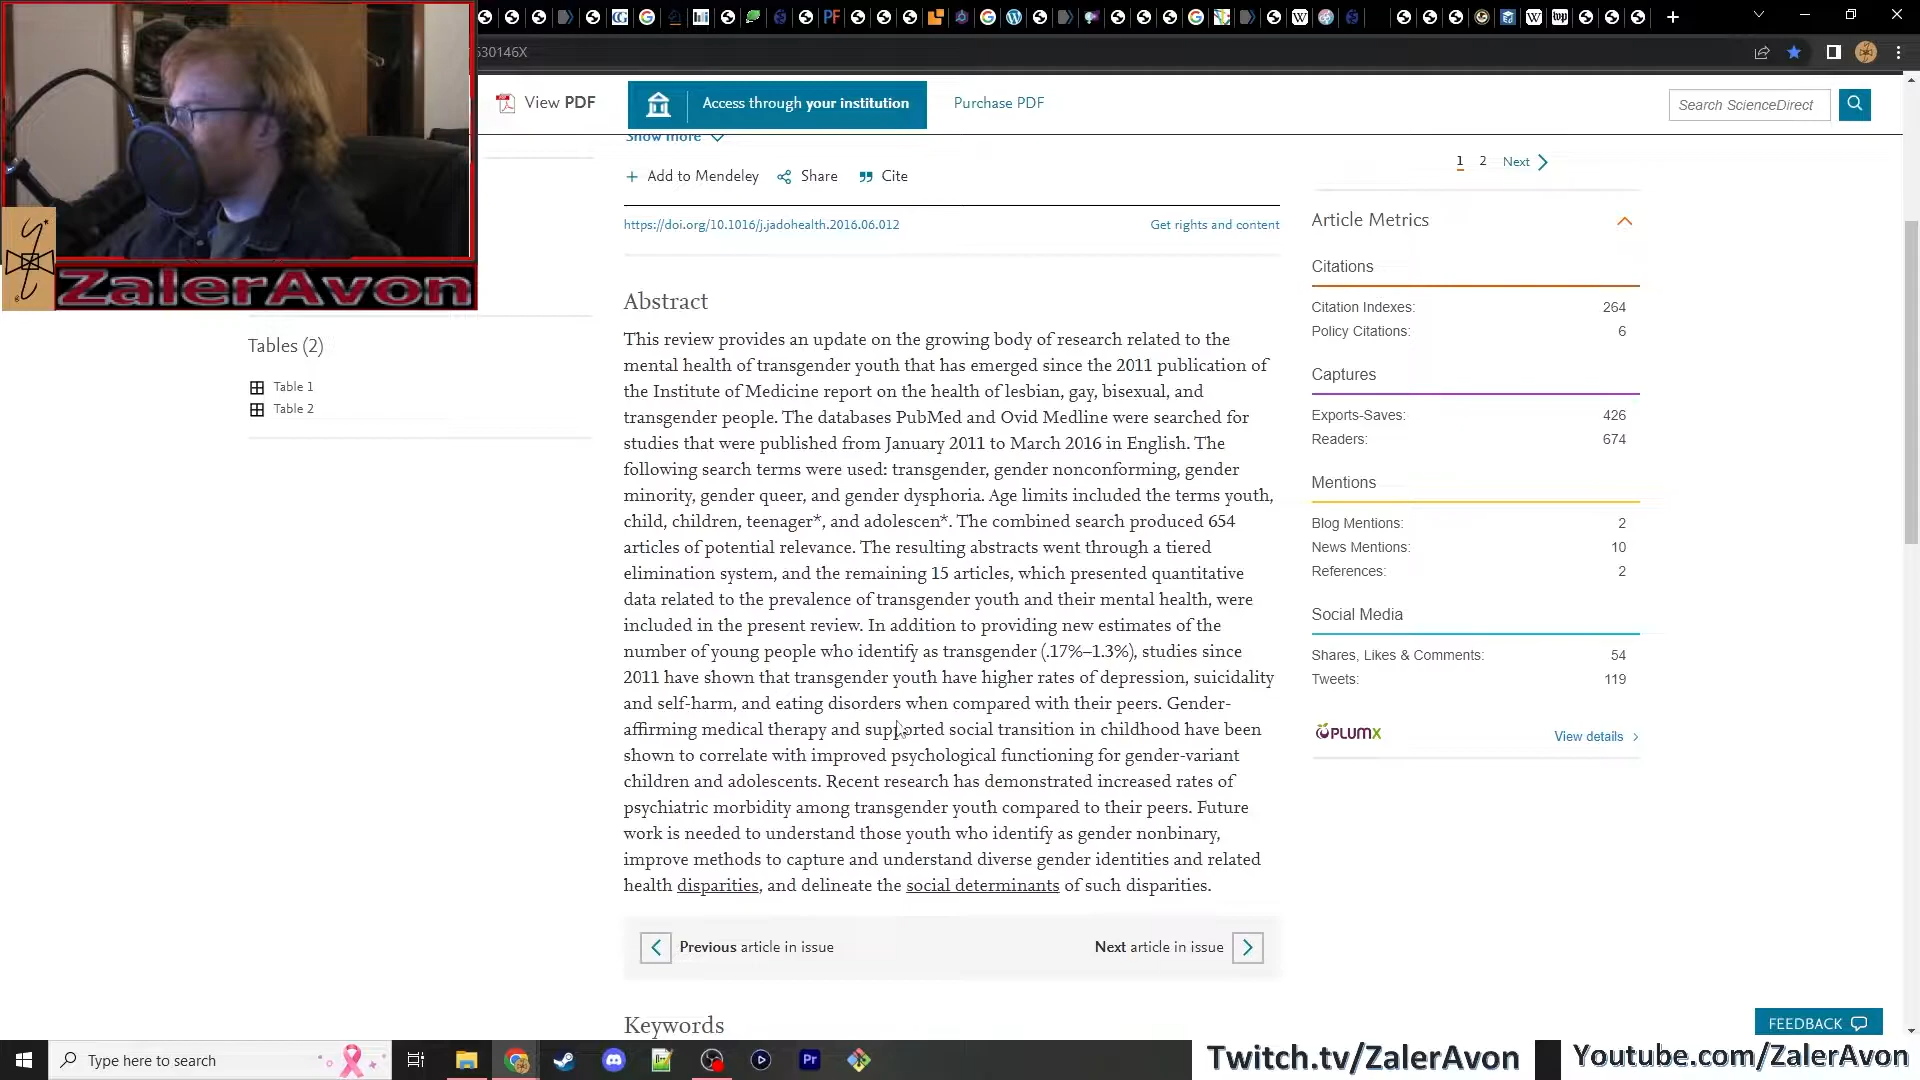 530146X
View PDF
Access through your institution
Purchase PDF
Search ScienceDirect
Show more
Add to Mendeley
Share
Cite
https://doi.org/10.1016/j.jadohealth.2016.06.012
Get rights and content
1 2 Next
ZalerAvon
Tables (2)
Table 1
Table 2
Abstract
This review provides an update on the growing body of research related to the
mental health of transgender youth that has emerged since the 2011 publication of
the Institute of Medicine report on the health of lesbian, gay, bisexual, and
transgender people. The databases PubMed and Ovid Medline were searched for
studies that were published from January 2011 to March 2016 in English. The
following search terms were used: transgender, gender nonconforming, gender
minority, gender queer, and gender dysphoria. Age limits included the terms youth,
child, children, teenager*, and adolescen*. The combined search produced 654
articles of potential relevance. The resulting abstracts went through a tiered
elimination system, and the remaining 15 articles, which presented quantitative
data related to the prevalence of transgender youth and their mental health, were
included in the present review. In addition to providing new estimates of the
number of young people who identify as transgender (.17%–1.3%), studies since
2011 have shown that transgender youth have higher rates of depression, suicidality
and self-harm, and eating disorders when compared with their peers. Gender-
affirming medical therapy and supported social transition in childhood have been
shown to correlate with improved psychological functioning for gender-variant
children and adolescents. Recent research has demonstrated increased rates of
psychiatric morbidity among transgender youth compared to their peers. Future
work is needed to understand those youth who identify as gender nonbinary,
improve methods to capture and understand diverse gender identities and related
health disparities, and delineate the social determinants of such disparities.
Previous article in issue
Next article in issue
Keywords
Article Metrics
Citations
Citation Indexes: 264
Policy Citations: 6
Captures
Exports-Saves: 426
Readers: 674
Mentions
Blog Mentions: 2
News Mentions: 10
References: 2
Social Media
Shares, Likes & Comments: 54
Tweets: 119
PLUMX
View details
FEEDBACK
Type here to search
Twitch.tv/ZalerAvon
Youtube.com/ZalerAvon